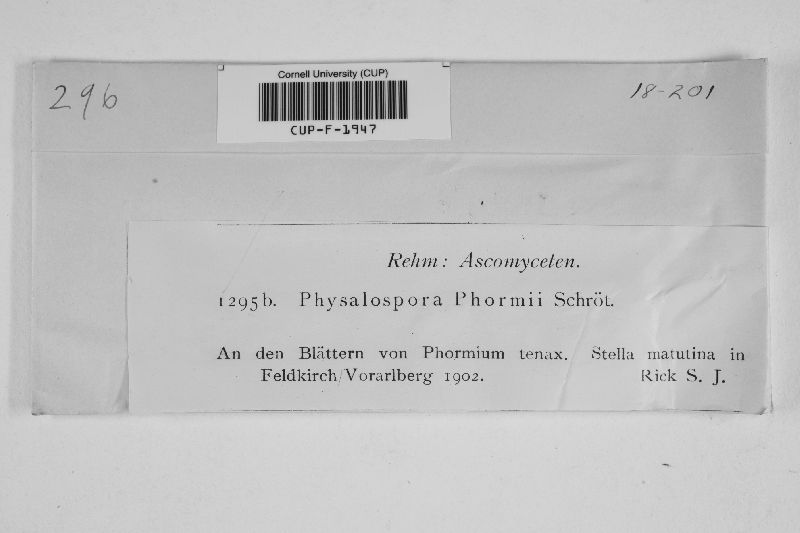 296
Cornell University (CUP)
CUP-F-1947
18-201
Rehm: Ascomyceten.
1295b. Physalospora Phormii Schröt.
An den Blättern von Phormium tenax. Stella matutina in
Feldkirch/Vorarlberg 1902. Rick S. J.